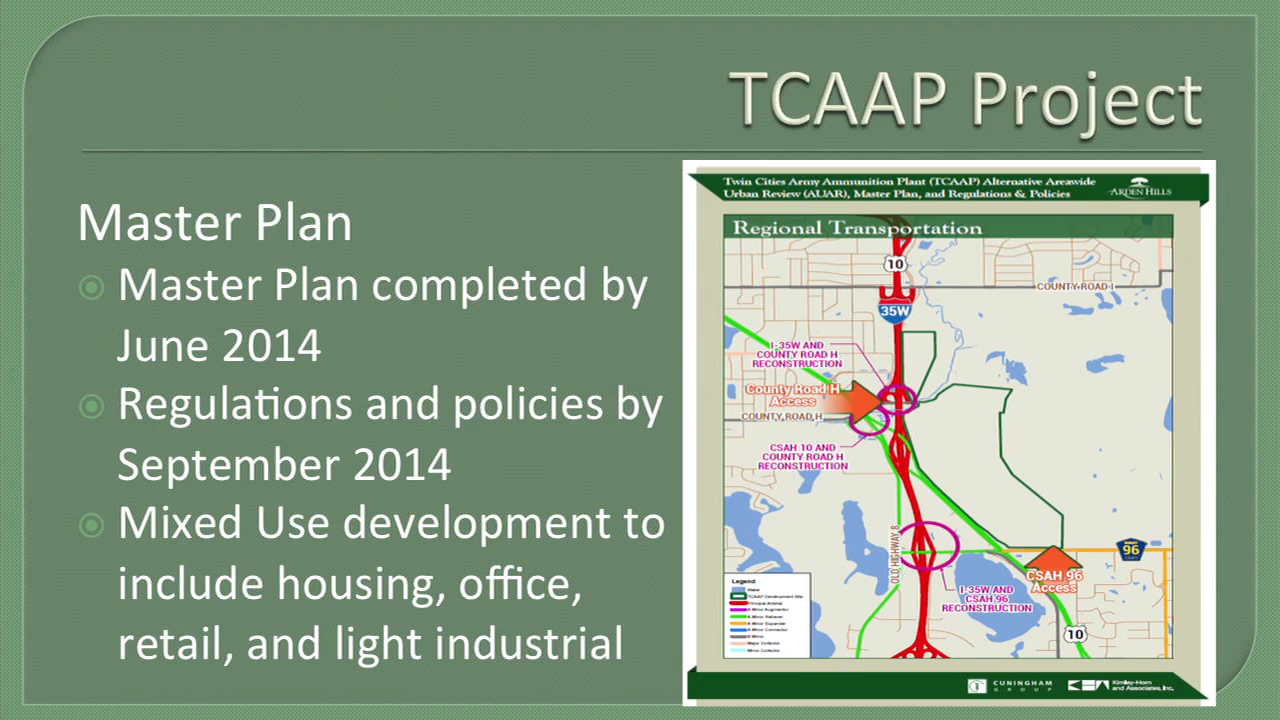 TCAAP Project
Master Plan
Master Plan completed by
June 2014
Regulations and policies by
September 2014
Mixed Use development to
include housing, office,
retail, and light industrial
Twin Cities Army Ammunition Plant (TCAAP) Alternative Areawide
Urban Review (AUAR), Master Plan, and Regulations & Policies
ARDEN HILLS
Regional Transportation
10
COUNTY ROAD I
35W
I-35W AND
COUNTY ROAD H
RECONSTRUCTION
County Road H
Access
COUNTY ROAD H
CSAH 10 AND
COUNTY ROAD H
RECONSTRUCTION
OLD HIGHWAY 8
96
CSAH 96
Access
I-35W AND
CSAH 96
RECONSTRUCTION
10
Legend
Water
TCAAP Development Site
Principal Arterial
A-Minor Augmentor
A-Minor Reliever
A-Minor Expander
A-Minor Connector
B-Minor
Major Collector
Minor Collector
CUNINGHAM
GROUP
Kimley-Horn
and Associates, Inc.